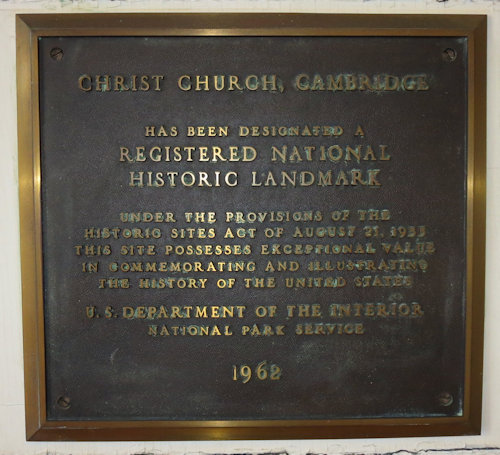 CHRIST CHURCH, CAMBRIDGE
HAS BEEN DESIGNATED A
REGISTERED NATIONAL
HISTORIC LANDMARK
UNDER THE PROVISIONS OF THE
HISTORIC SITES ACT OF AUGUST 21, 1935
THIS SITE POSSESSES EXCEPTIONAL VALUE
IN COMMEMORATING AND ILLUSTRATING
THE HISTORY OF THE UNITED STATES
U.S. DEPARTMENT OF THE INTERIOR
NATIONAL PARK SERVICE
1962